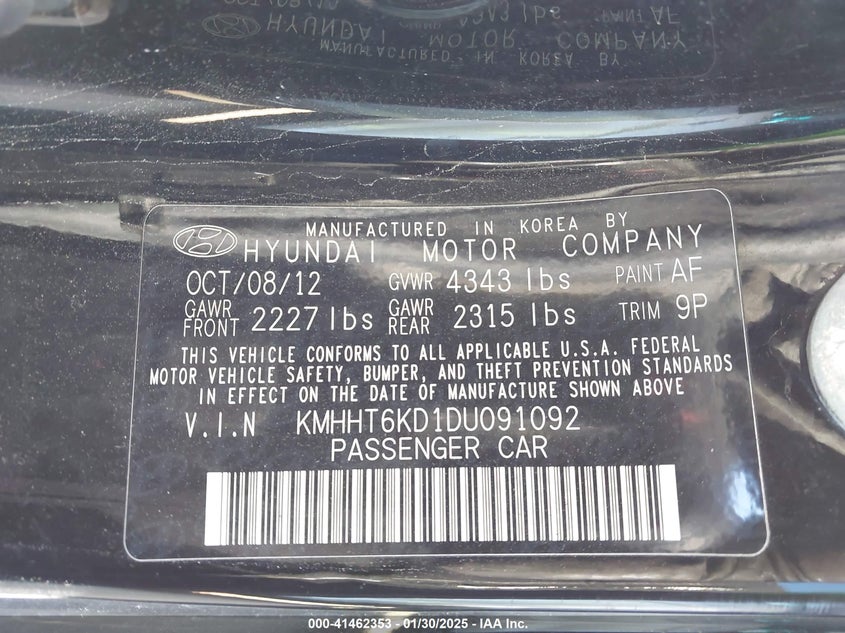 MANUFACTURED IN KOREA BY
HYUNDAI MOTOR COMPANY
OCT/08/12 GVWR 4343 lbs PAINT AF
GAWR FRONT 2227 lbs GAWR REAR 2315 lbs TRIM 9P
THIS VEHICLE CONFORMS TO ALL APPLICABLE U.S.A. FEDERAL
MOTOR VEHICLE SAFETY, BUMPER, AND THEFT PREVENTION STANDARDS
IN EFFECT ON THE DATE OF MANUFACTURE SHOWN ABOVE
V.I.N KMHHT6KD1DU091092
PASSENGER CAR
000-41462353 - 01/30/2025 - IAA Inc.